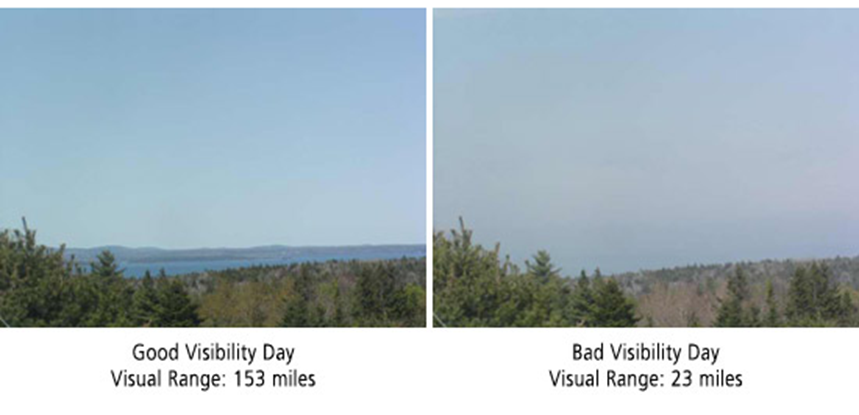 Good Visibility Day
Visual Range: 153 miles
Bad Visibility Day
Visual Range: 23 miles